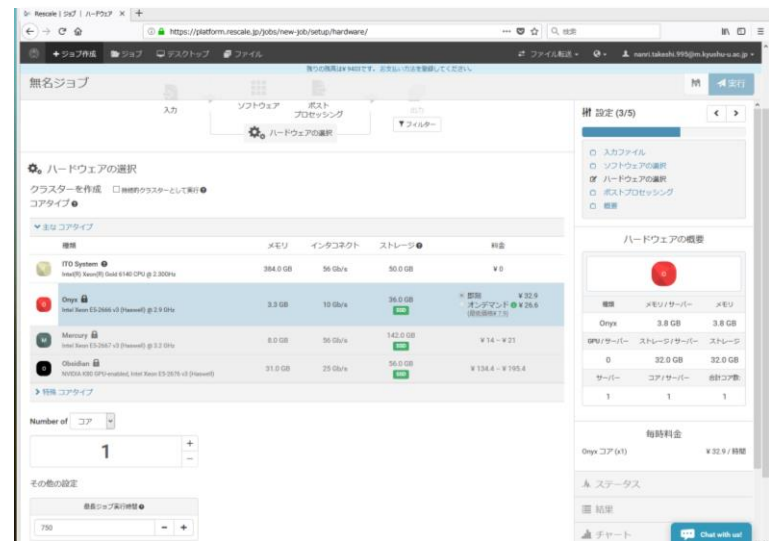 Rescale | ジョブ | ハードウェア × +
https://platform.rescale.jp/jobs/new-job/setup/hardware/
検索
+ ジョブ作成 ジョブ デスクトップ ファイル ファイル転送 nanri.takeshi.995@m.kyushu-u.ac.jp
無名ジョブ
実行
入力 ソフトウェア ポスト
プロセッシング
ハードウェアの選択
フィルター
ハードウェアの選択
クラスターを作成 持続的クラスターとして実行
コアタイプ
主な コアタイプ
種類 メモリ インタコネクト ストレージ 料金
ITO System
Intel(R) Xeon(R) Gold 6140 CPU @ 2.30GHz
384.0 GB 56 Gb/s 50.0 GB ¥ 0
Onyx
Intel Xeon E5-2666 v3 (Haswell) @ 2.9 GHz
3.3 GB 10 Gb/s 36.0 GB
即時 ¥ 32.9
オンデマンド ¥ 26.6
Mercury
Intel Xeon E5-2667 v3 (Haswell) @ 3.2 GHz
8.0 GB 56 Gb/s 142.0 GB ¥ 14 – ¥ 21
Obsidian
NVIDIA K80 GPU-enabled, Intel Xeon E5-2670 v3 (Haswell)
31.0 GB 25 Gb/s 56.0 GB ¥ 134.4 – ¥ 195.4
特殊 コアタイプ
Number of コア
1
+
−
その他の設定
最長ジョブ実行時間
750 − +
設定 (3/5) < >
入力ファイル
ソフトウェアの選択
ハードウェアの選択
ポストプロセッシング
概要
ハードウェアの概要
種類 メモリ/サーバー メモリ
Onyx 3.8 GB 3.8 GB
GPU/サーバー ストレージ/サーバー ストレージ
0 32.0 GB 32.0 GB
サーバー コア/サーバー 合計コア数
1 1 1
毎時料金
Onyx コア (x1) ¥ 32.9 / 時間
ステータス
結果
チャート
Chat with us!